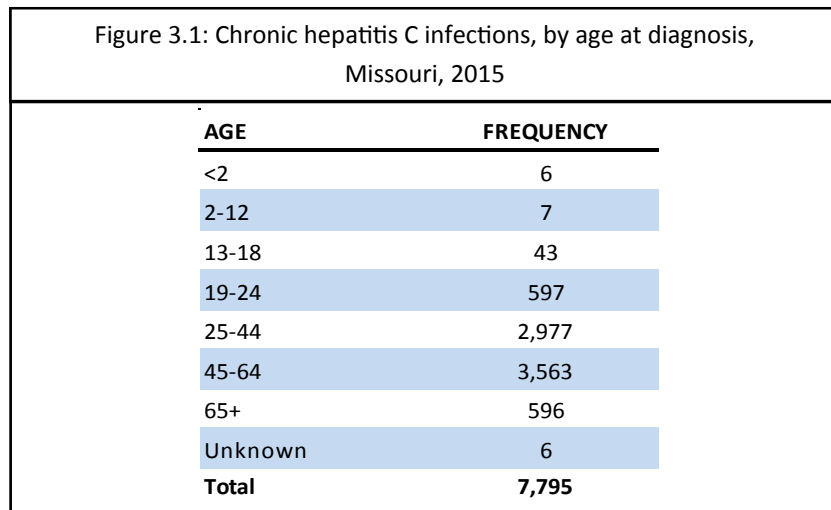 Figure 3.1: Chronic hepatitis C infections, by age at diagnosis,
Missouri, 2015
AGE FREQUENCY
<2 6
2-12 7
13-18 43
19-24 597
25-44 2,977
45-64 3,563
65+ 596
Unknown 6
Total 7,795